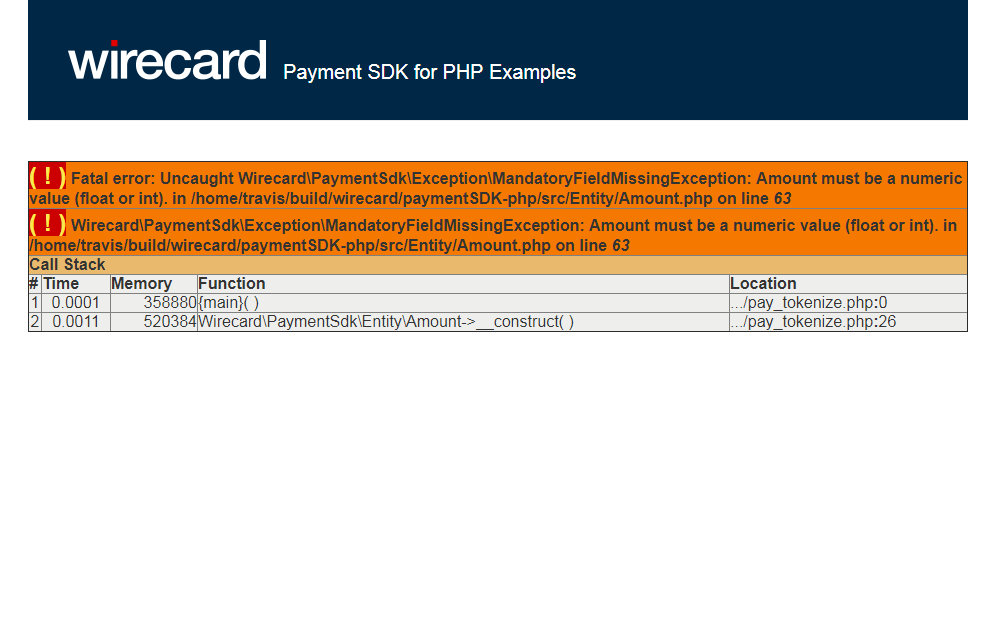 wirecard Payment SDK for PHP Examples
( ! ) Fatal error: Uncaught Wirecard\PaymentSdk\Exception\MandatoryFieldMissingException: Amount must be a numeric
value (float or int). in /home/travis/build/wirecard/paymentSDK-php/src/Entity/Amount.php on line 63
( ! ) Wirecard\PaymentSdk\Exception\MandatoryFieldMissingException: Amount must be a numeric value (float or int). in
/home/travis/build/wirecard/paymentSDK-php/src/Entity/Amount.php on line 63
Call Stack
# Time Memory Function Location
1 0.0001 358880 {main}( ) .../pay_tokenize.php:0
2 0.0011 520384 Wirecard\PaymentSdk\Entity\Amount->__construct( ) .../pay_tokenize.php:26